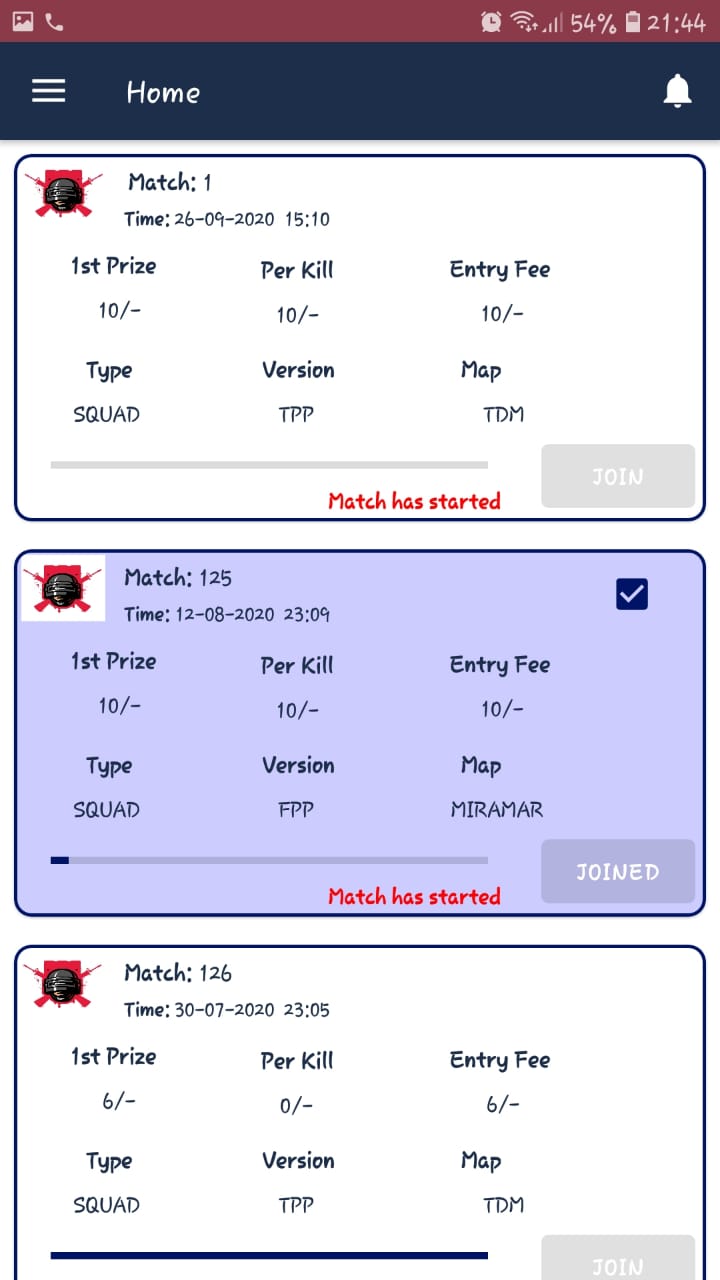 54% 21:44
Home
Match: 1
Time: 26-09-2020 15:10
1st Prize Per Kill Entry Fee
10/- 10/- 10/-
Type Version Map
SQUAD TPP TDM
JOIN
Match has started
Match: 125
Time: 12-08-2020 23:09
1st Prize Per Kill Entry Fee
10/- 10/- 10/-
Type Version Map
SQUAD FPP MIRAMAR
JOINED
Match has started
Match: 126
Time: 30-07-2020 23:05
1st Prize Per Kill Entry Fee
6/- 0/- 6/-
Type Version Map
SQUAD TPP TDM
JOIN